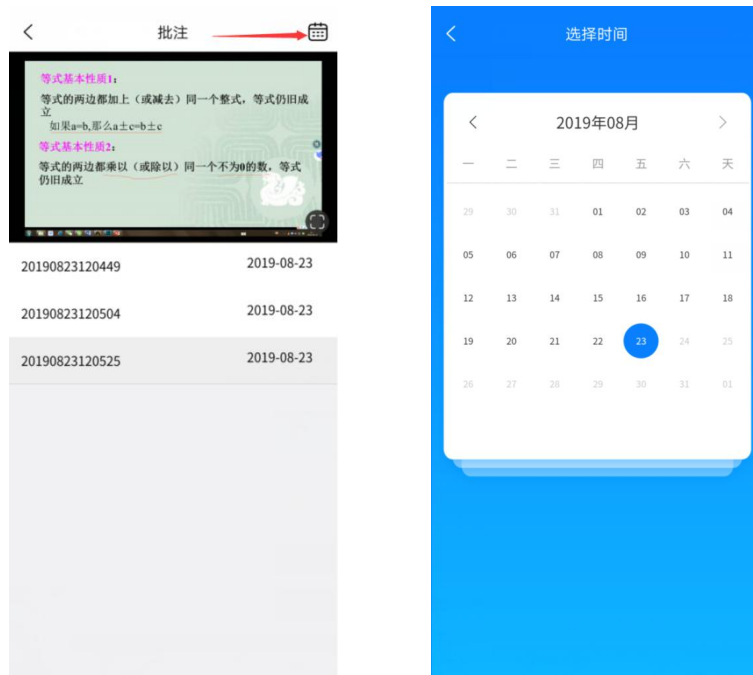 批注
等式基本性质1:
等式的两边都加上（或减去）同一个整式，等式仍旧成
立
如果a=b,那么a±c=b±c
等式基本性质2:
等式的两边都乘以（或除以）同一个不为0的数，等式
仍旧成立
20190823120449 2019-08-23
20190823120504 2019-08-23
20190823120525 2019-08-23
选择时间
2019年08月
一 二 三 四 五 六 天
29 30 31 01 02 03 04
05 06 07 08 09 10 11
12 13 14 15 16 17 18
19 20 21 22 23 24 25
26 27 28 29 30 31 01